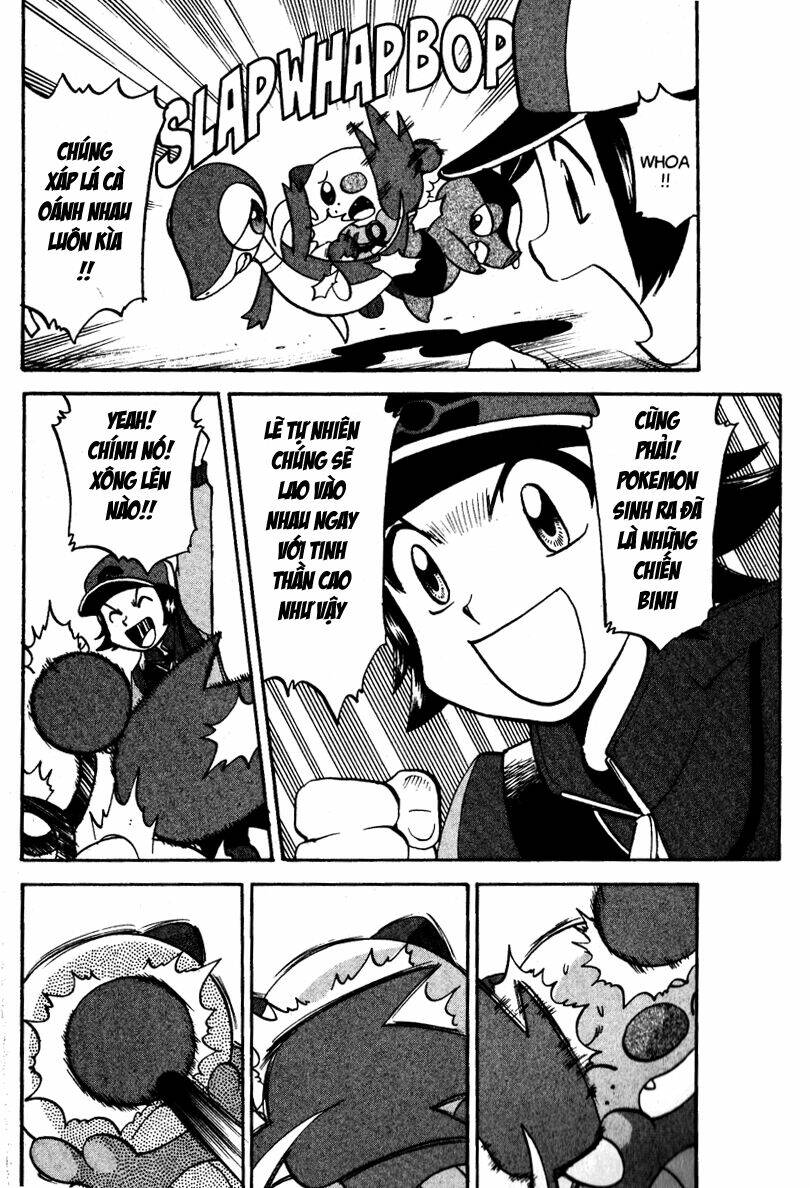 WHOA
!!
SLAPWHAPBOP
CHÚNG
XÁP LÁ CÀ
OÁNH NHAU
LUÔN KÌA
!!
CŨNG
PHẢI!
POKEMON
SINH RA ĐÃ
LÀ NHỮNG
CHIẾN
BINH
LẼ TỰ NHIÊN
CHÚNG SẼ
LAO VÀO
NHAU NGAY
VỚI TINH
THẦN CAO
NHƯ VẬY
YEAH!
CHÍNH NÓ!
XÔNG LÊN
NÀO!!